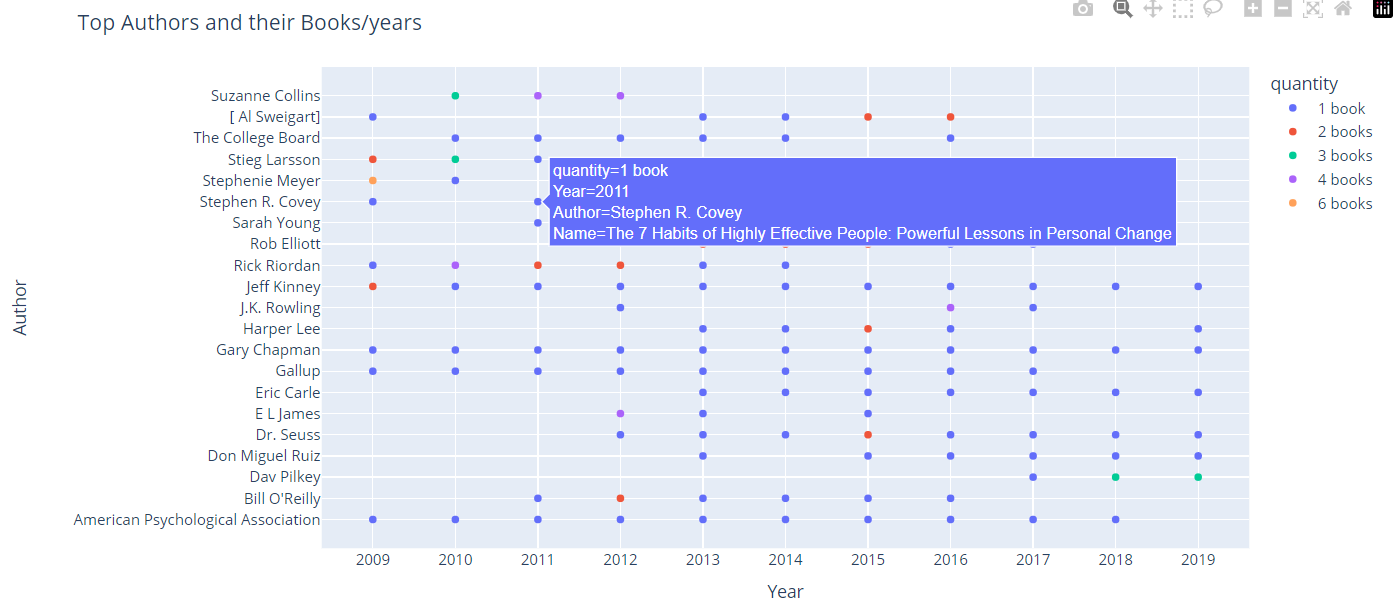 Top Authors and their Books/years
quantity
1 book
2 books
3 books
4 books
6 books
Author
Suzanne Collins
[ Al Sweigart]
The College Board
Stieg Larsson
Stephenie Meyer
Stephen R. Covey
Sarah Young
Rob Elliott
Rick Riordan
Jeff Kinney
J.K. Rowling
Harper Lee
Gary Chapman
Gallup
Eric Carle
E L James
Dr. Seuss
Don Miguel Ruiz
Dav Pilkey
Bill O'Reilly
American Psychological Association
quantity=1 book
Year=2011
Author=Stephen R. Covey
Name=The 7 Habits of Highly Effective People: Powerful Lessons in Personal Change
2009 2010 2011 2012 2013 2014 2015 2016 2017 2018 2019
Year